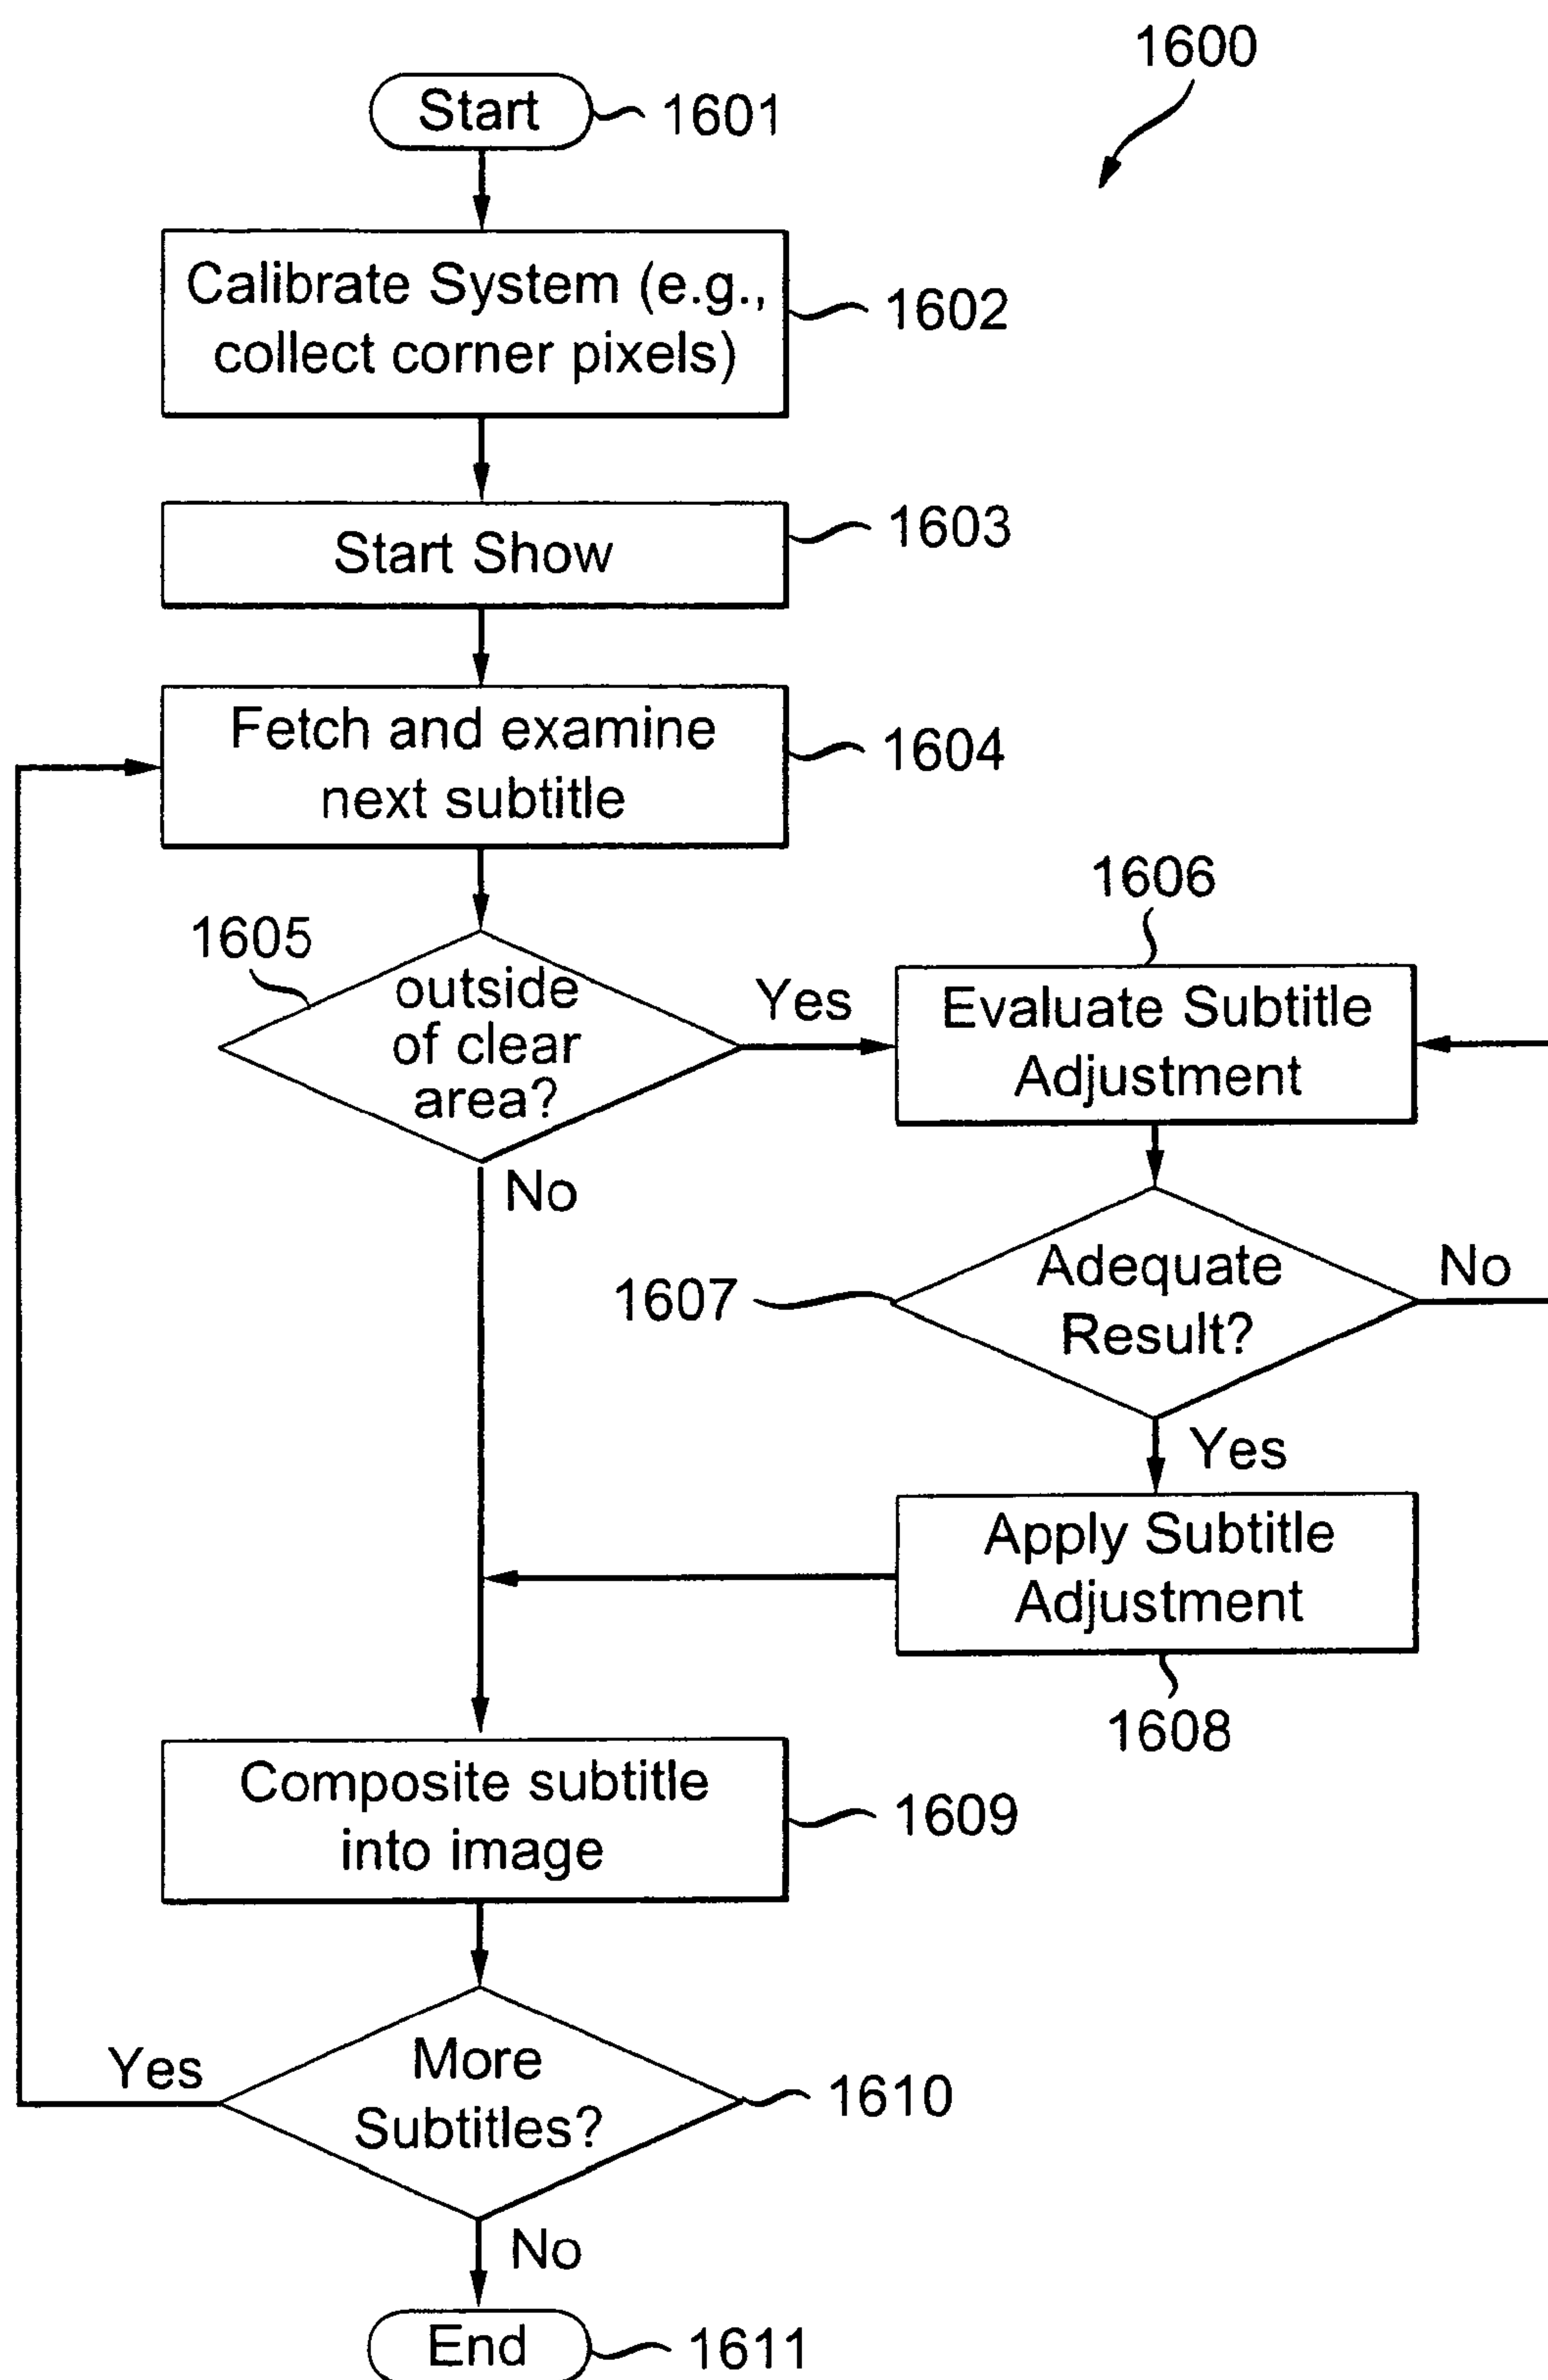 1600
Start
1601
Calibrate System (e.g.,
collect corner pixels)
1602
Start Show
1603
Fetch and examine
next subtitle
1604
1605
outside
of clear
area?
Yes
No
1606
Evaluate Subtitle
Adjustment
1607
Adequate
Result?
No
Yes
Apply Subtitle
Adjustment
1608
Composite subtitle
into image
1609
More
Subtitles?
1610
Yes
No
End
1611